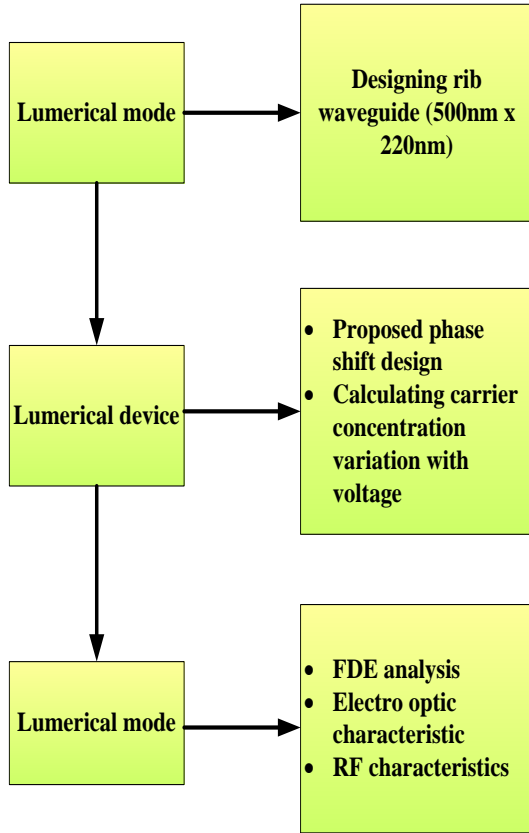 Lumerical mode
Designing rib
waveguide (500nm x
220nm)
Lumerical device
• Proposed phase
shift design
• Calculating carrier
concentration
variation with
voltage
Lumerical mode
• FDE analysis
• Electro optic
characteristic
• RF characteristics